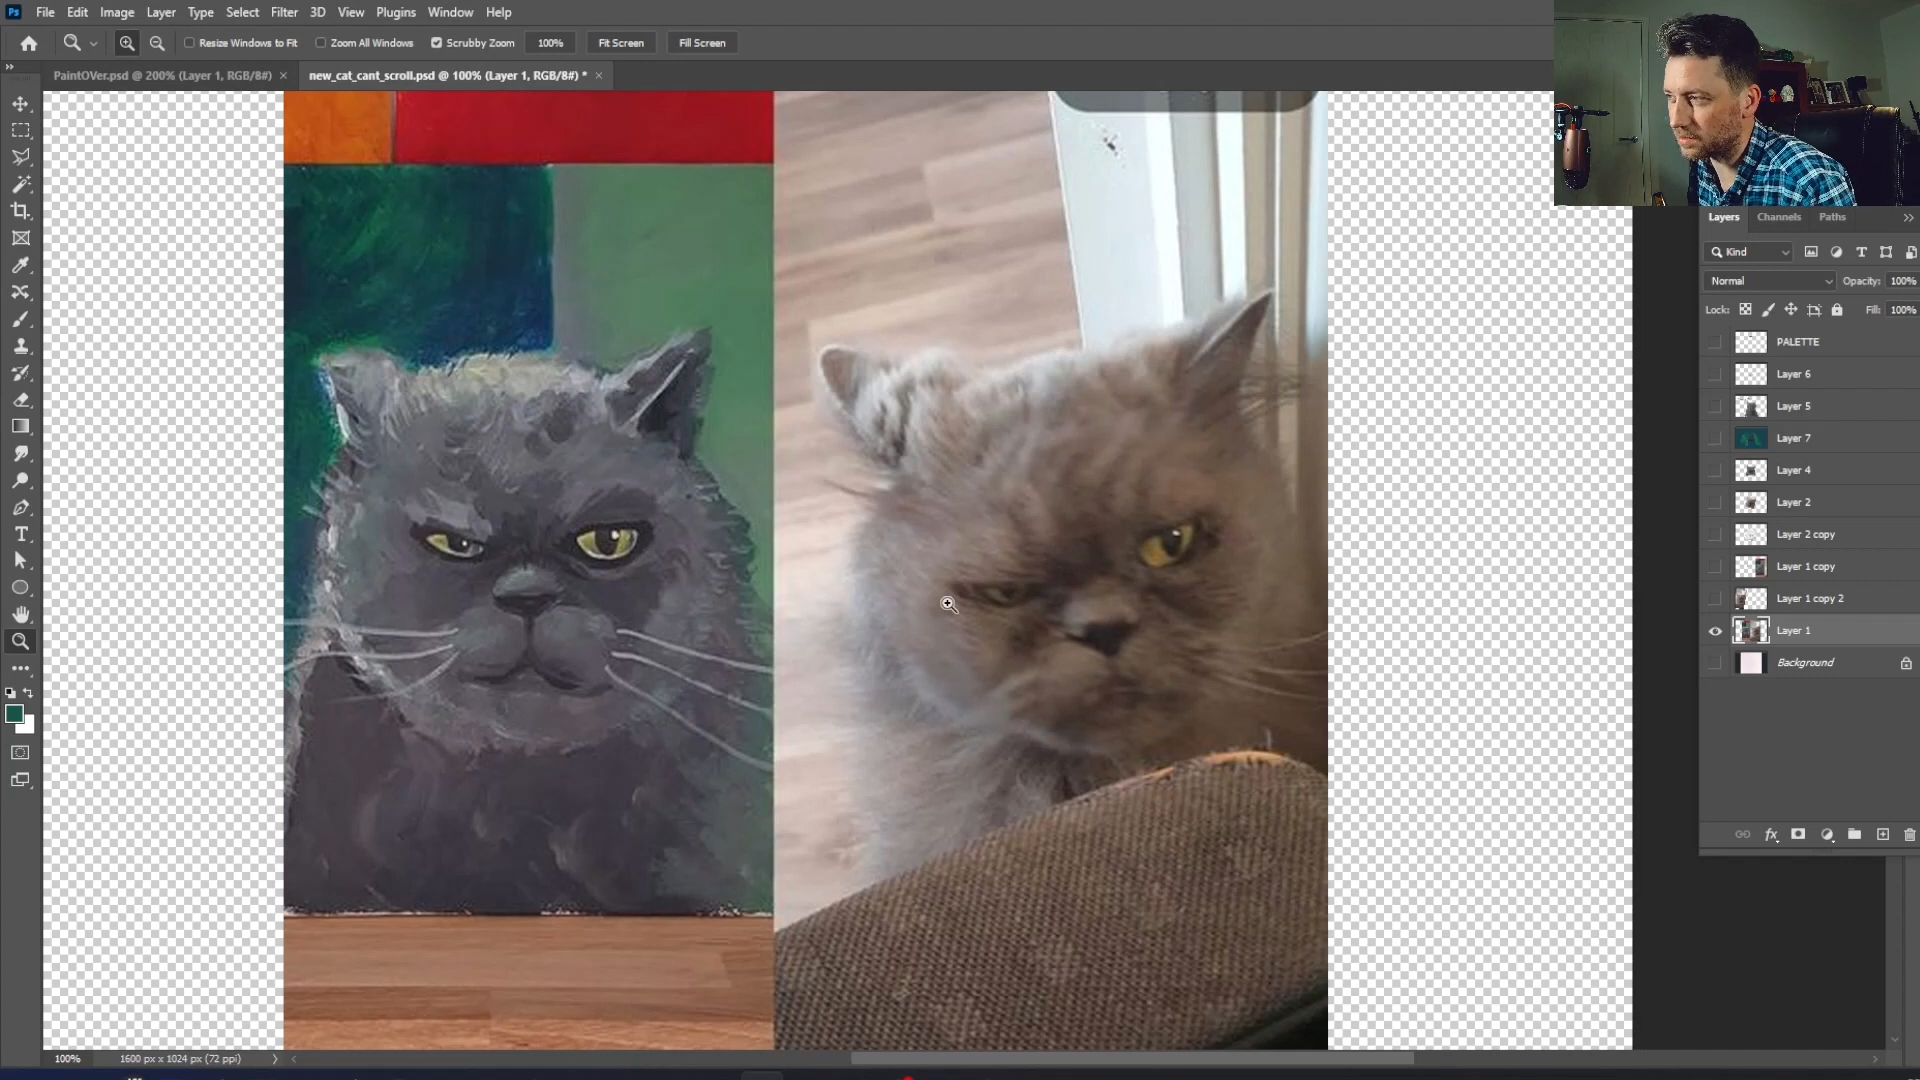 Ps File Edit Image Layer Type Select Filter 3D View Plugins Window Help
Resize Windows to Fit Zoom All Windows Scrubby Zoom 100% Fit Screen Fill Screen
PaintOVer.psd @ 200% (Layer 1, RGB/8#) × new_cat_cant_scroll.psd @ 100% (Layer 1, RGB/8#) * ×
Layers Channels Paths
Kind
Normal Opacity: 100%
Lock: Fill: 100%
PALETTE
Layer 6
Layer 5
Layer 7
Layer 4
Layer 2
Layer 2 copy
Layer 1 copy
Layer 1 copy 2
Layer 1
Background
fx
100% 1600 px x 1024 px (72 ppi)